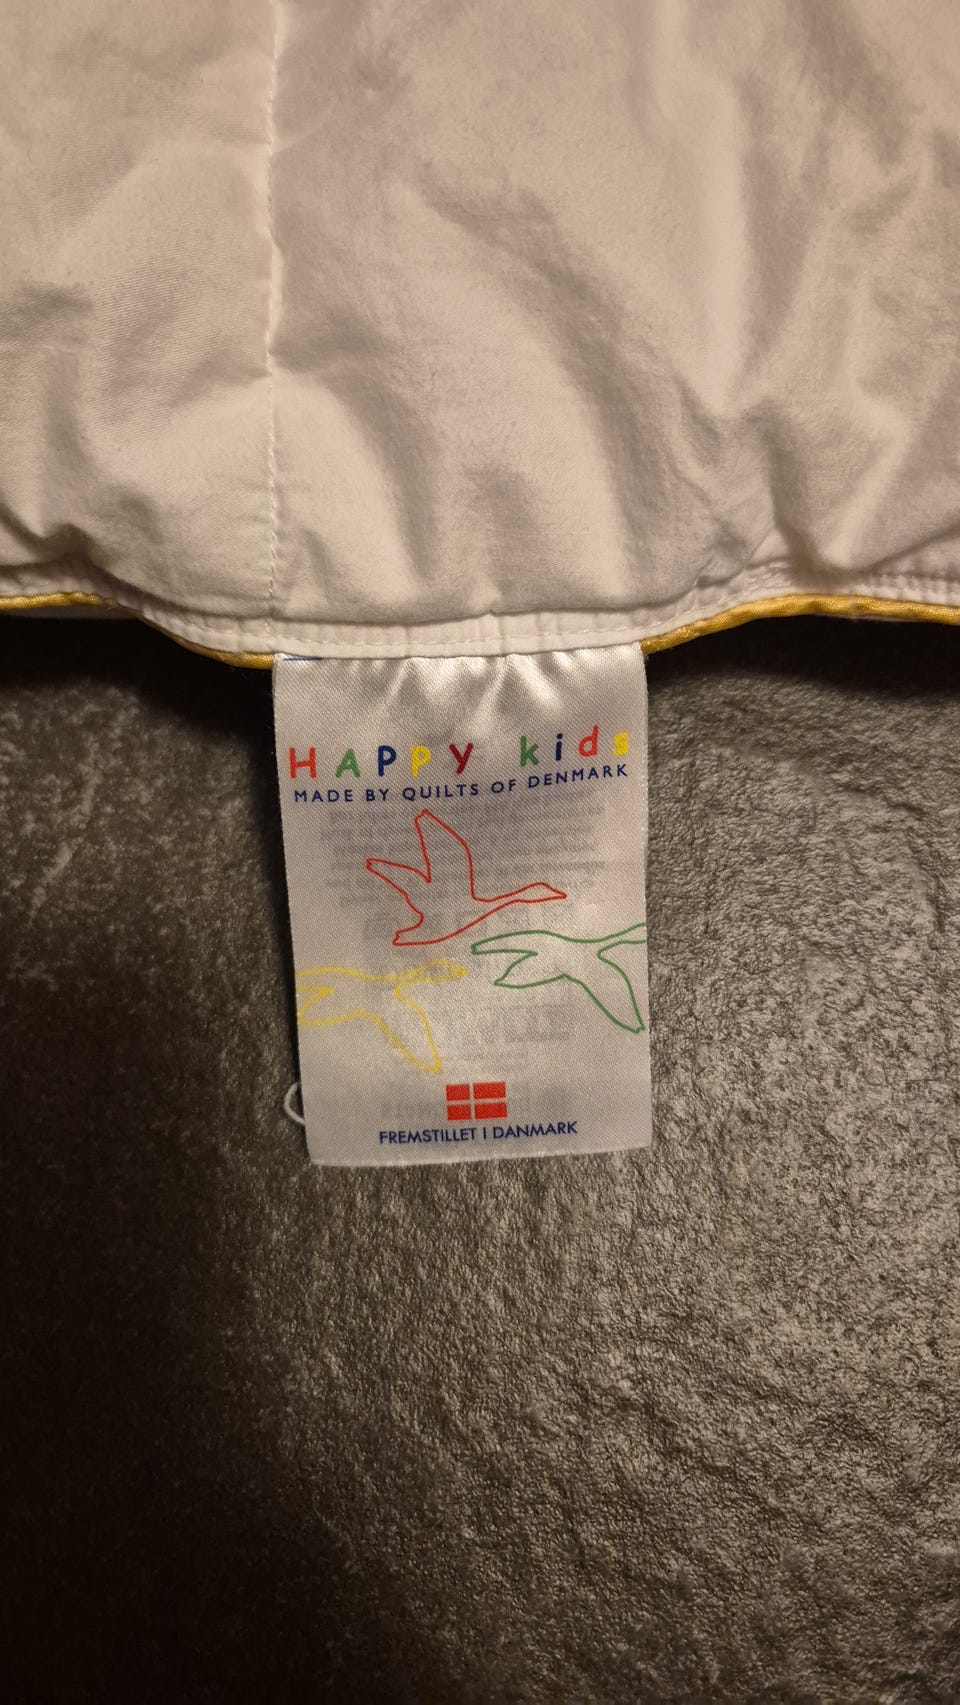 HAPPY kids
MADE BY QUILTS OF DENMARK
FREMSTILLET I DANMARK